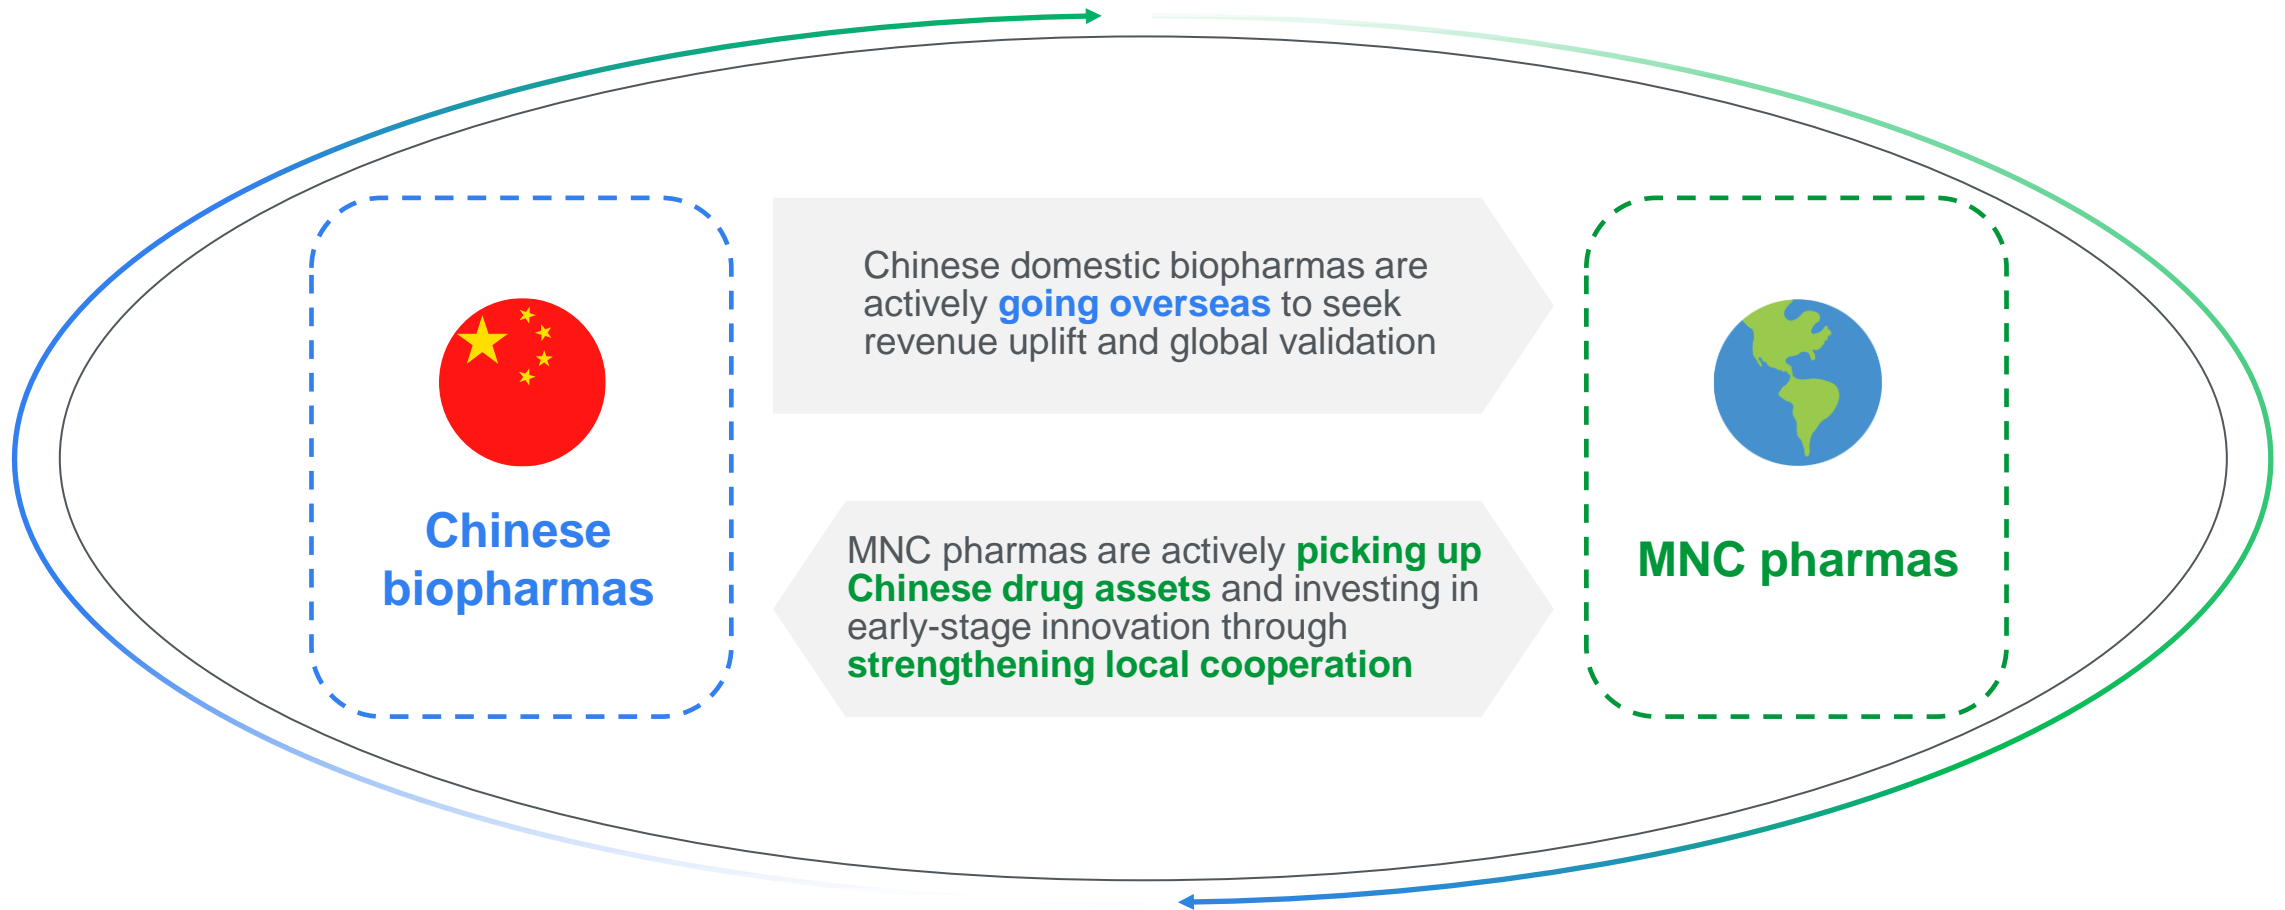 Chinese
biopharmas
Chinese domestic biopharmas are
actively going overseas to seek
revenue uplift and global validation
MNC pharmas are actively picking up
Chinese drug assets and investing in
early-stage innovation through
strengthening local cooperation
MNC pharmas